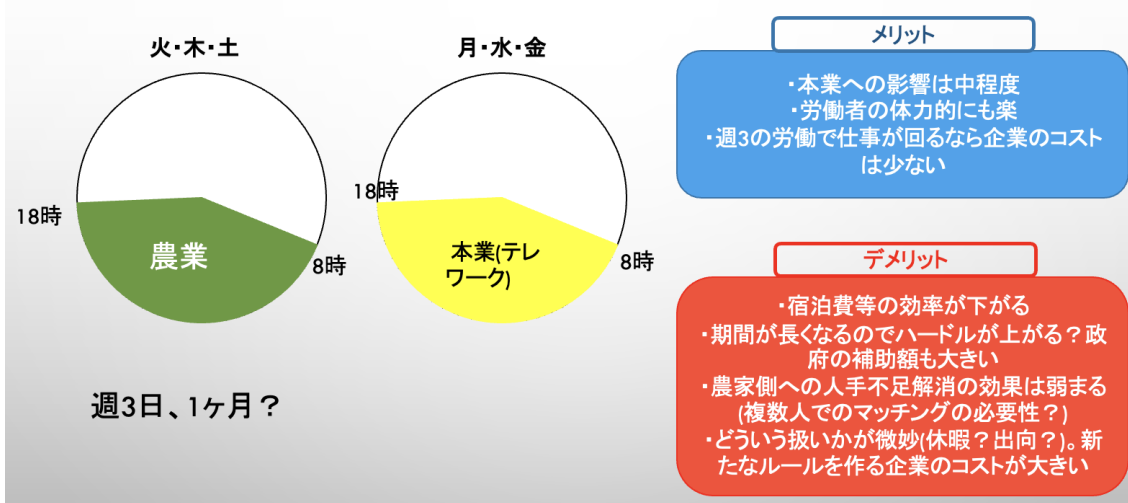 火・木・土
18時
農業
8時
月・水・金
18時
本業(テレ
ワーク)
8時
週3日、1ヶ月？
メリット
・本業への影響は中程度
・労働者の体力的にも楽
・週3の労働で仕事が回るなら企業のコスト
は少ない
デメリット
・宿泊費等の効率が下がる
・期間が長くなるのでハードルが上がる？政
府の補助額も大きい
・農家側への人手不足解消の効果は弱まる
(複数人でのマッチングの必要性？)
・どういう扱いかが微妙(休暇？出向？)。新
たなルールを作る企業のコストが大きい